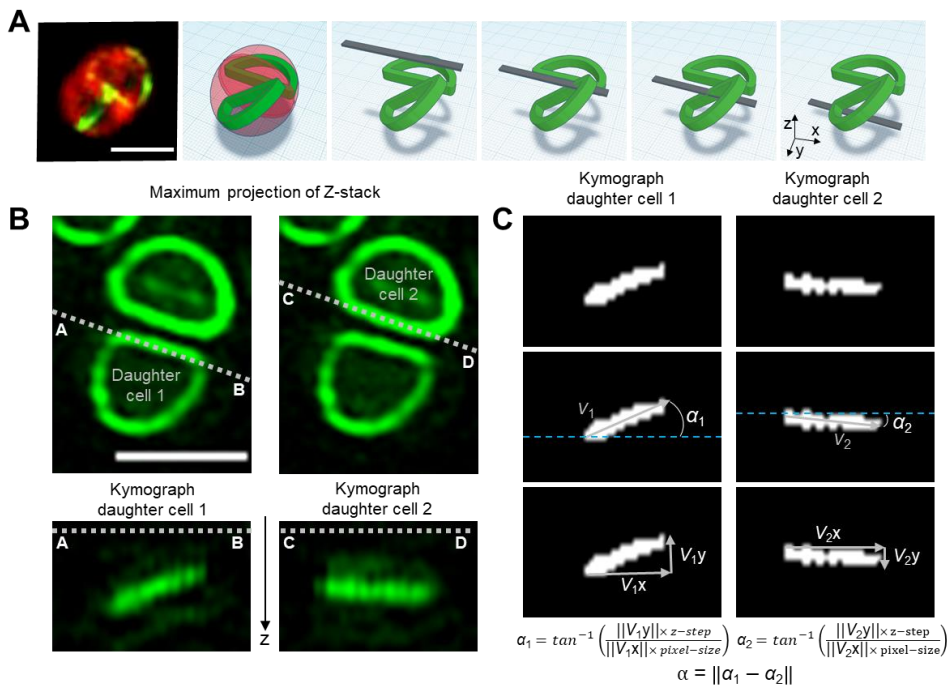 A
z
x
y
Maximum projection of Z-stack
Kymograph
daughter cell 1
Kymograph
daughter cell 2
B
C
Daughter
cell 2
C
A
D
Daughter
cell 1
B
V1
α1
V2
α2
Kymograph
daughter cell 1
Kymograph
daughter cell 2
A
B
C
D
z
V1y
V1x
V2x
V2y
α1 = tan⁻¹ (||V1y||× z−step / ||V1x||× pixel-size)
α2 = tan⁻¹ (||V2y||× z−step / ||V2x||× pixel-size)
α = ‖α1 − α2‖